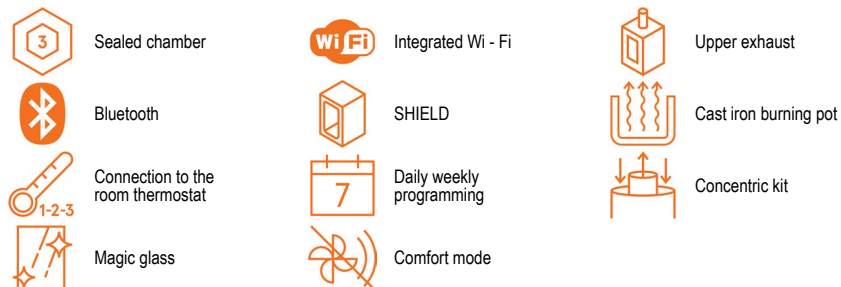 3
Sealed chamber
Wi Fi
Integrated Wi - Fi
Upper exhaust
Bluetooth
SHIELD
Cast iron burning pot
1-2-3
Connection to the
room thermostat
7
Daily weekly
programming
Concentric kit
Magic glass
Comfort mode